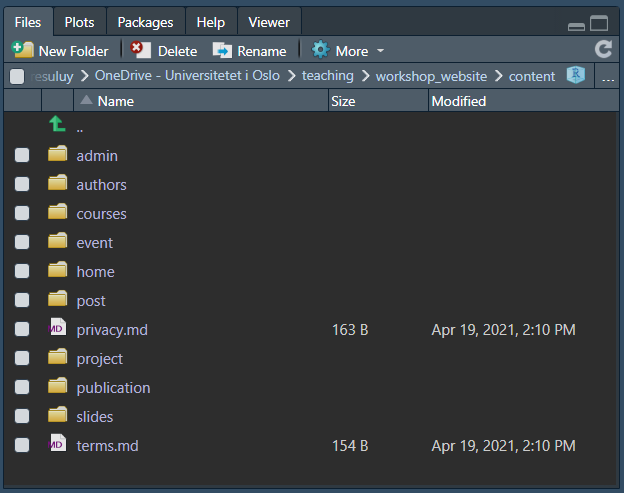 Files Plots Packages Help Viewer
New Folder Delete Rename More
resuluy OneDrive - Universitetet i Oslo teaching workshop_website content R ...
Name Size Modified
..
admin
authors
courses
event
home
post
MD privacy.md 163 B Apr 19, 2021, 2:10 PM
project
publication
slides
MD terms.md 154 B Apr 19, 2021, 2:10 PM